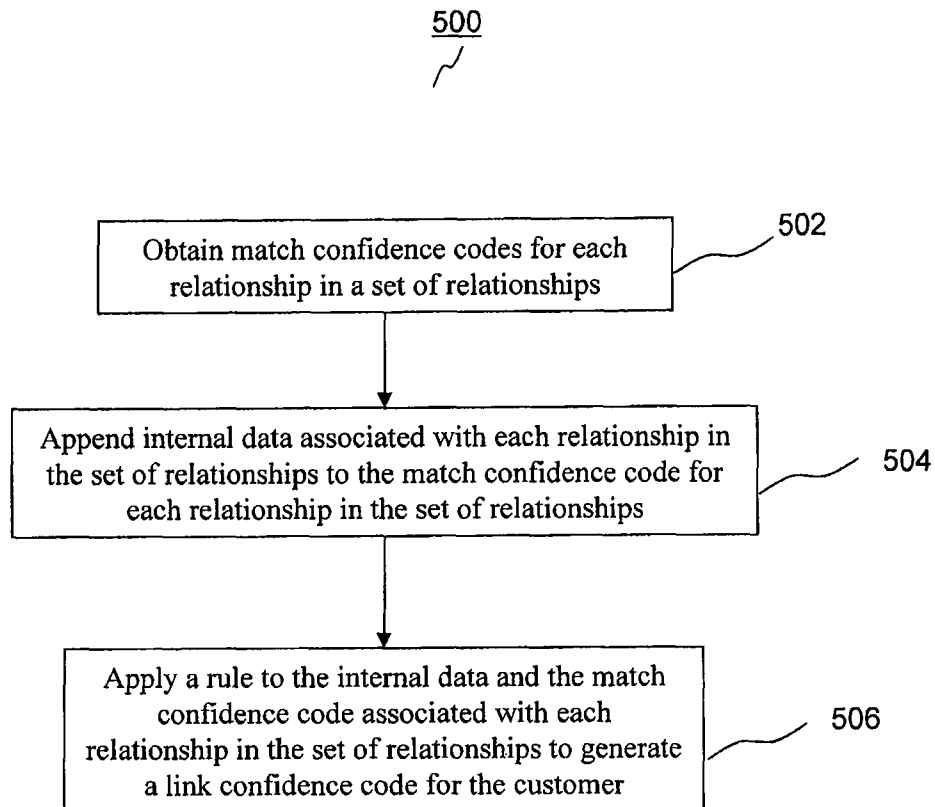 500
Obtain match confidence codes for each
relationship in a set of relationships
502
Append internal data associated with each relationship in
the set of relationships to the match confidence code for
each relationship in the set of relationships
504
Apply a rule to the internal data and the match
confidence code associated with each
relationship in the set of relationships to generate
a link confidence code for the customer
506